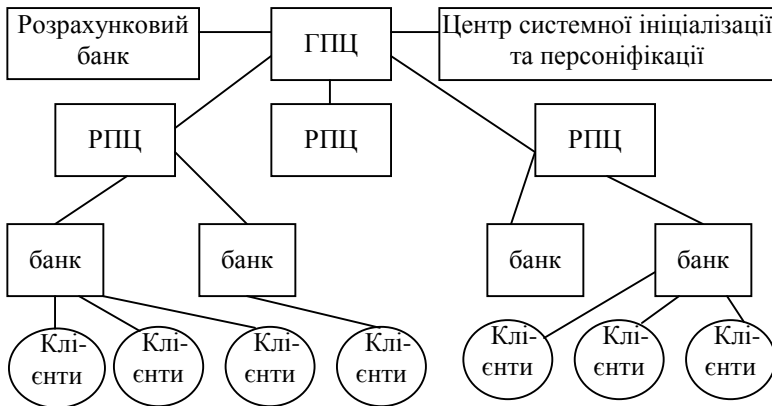 Розрахунковий
банк
ГПЦ
Центр системної ініціалізації
та персоніфікації
РПЦ
РПЦ
РПЦ
банк
банк
банк
банк
Клі-
єнти
Клі-
єнти
Клі-
єнти
Клі-
єнти
Клі-
єнти
Клі-
єнти
Клі-
єнти